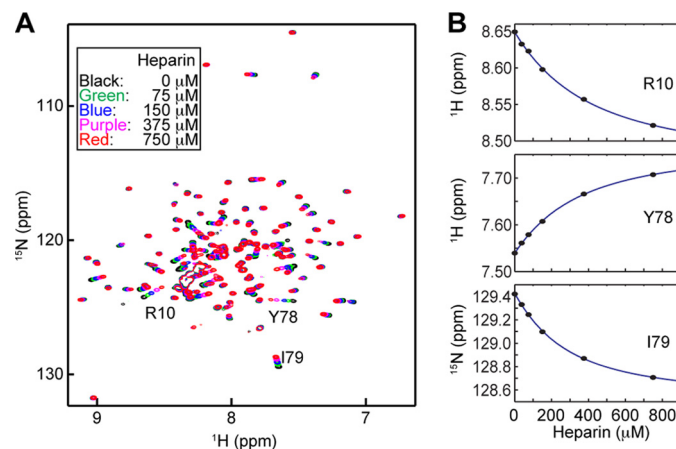 A
Heparin
Black: 0 μM
Green: 75 μM
Blue: 150 μM
Purple: 375 μM
Red: 750 μM
110
120
130
¹⁵N (ppm)
R10
Y78
I79
9 8 7
¹H (ppm)
B
8.65
8.60
8.55
8.50
¹H (ppm)
R10
7.70
7.60
7.50
¹H (ppm)
Y78
129.4
129.2
129.0
128.8
128.6
¹⁵N (ppm)
I79
0 200 400 600 800
Heparin (μM)